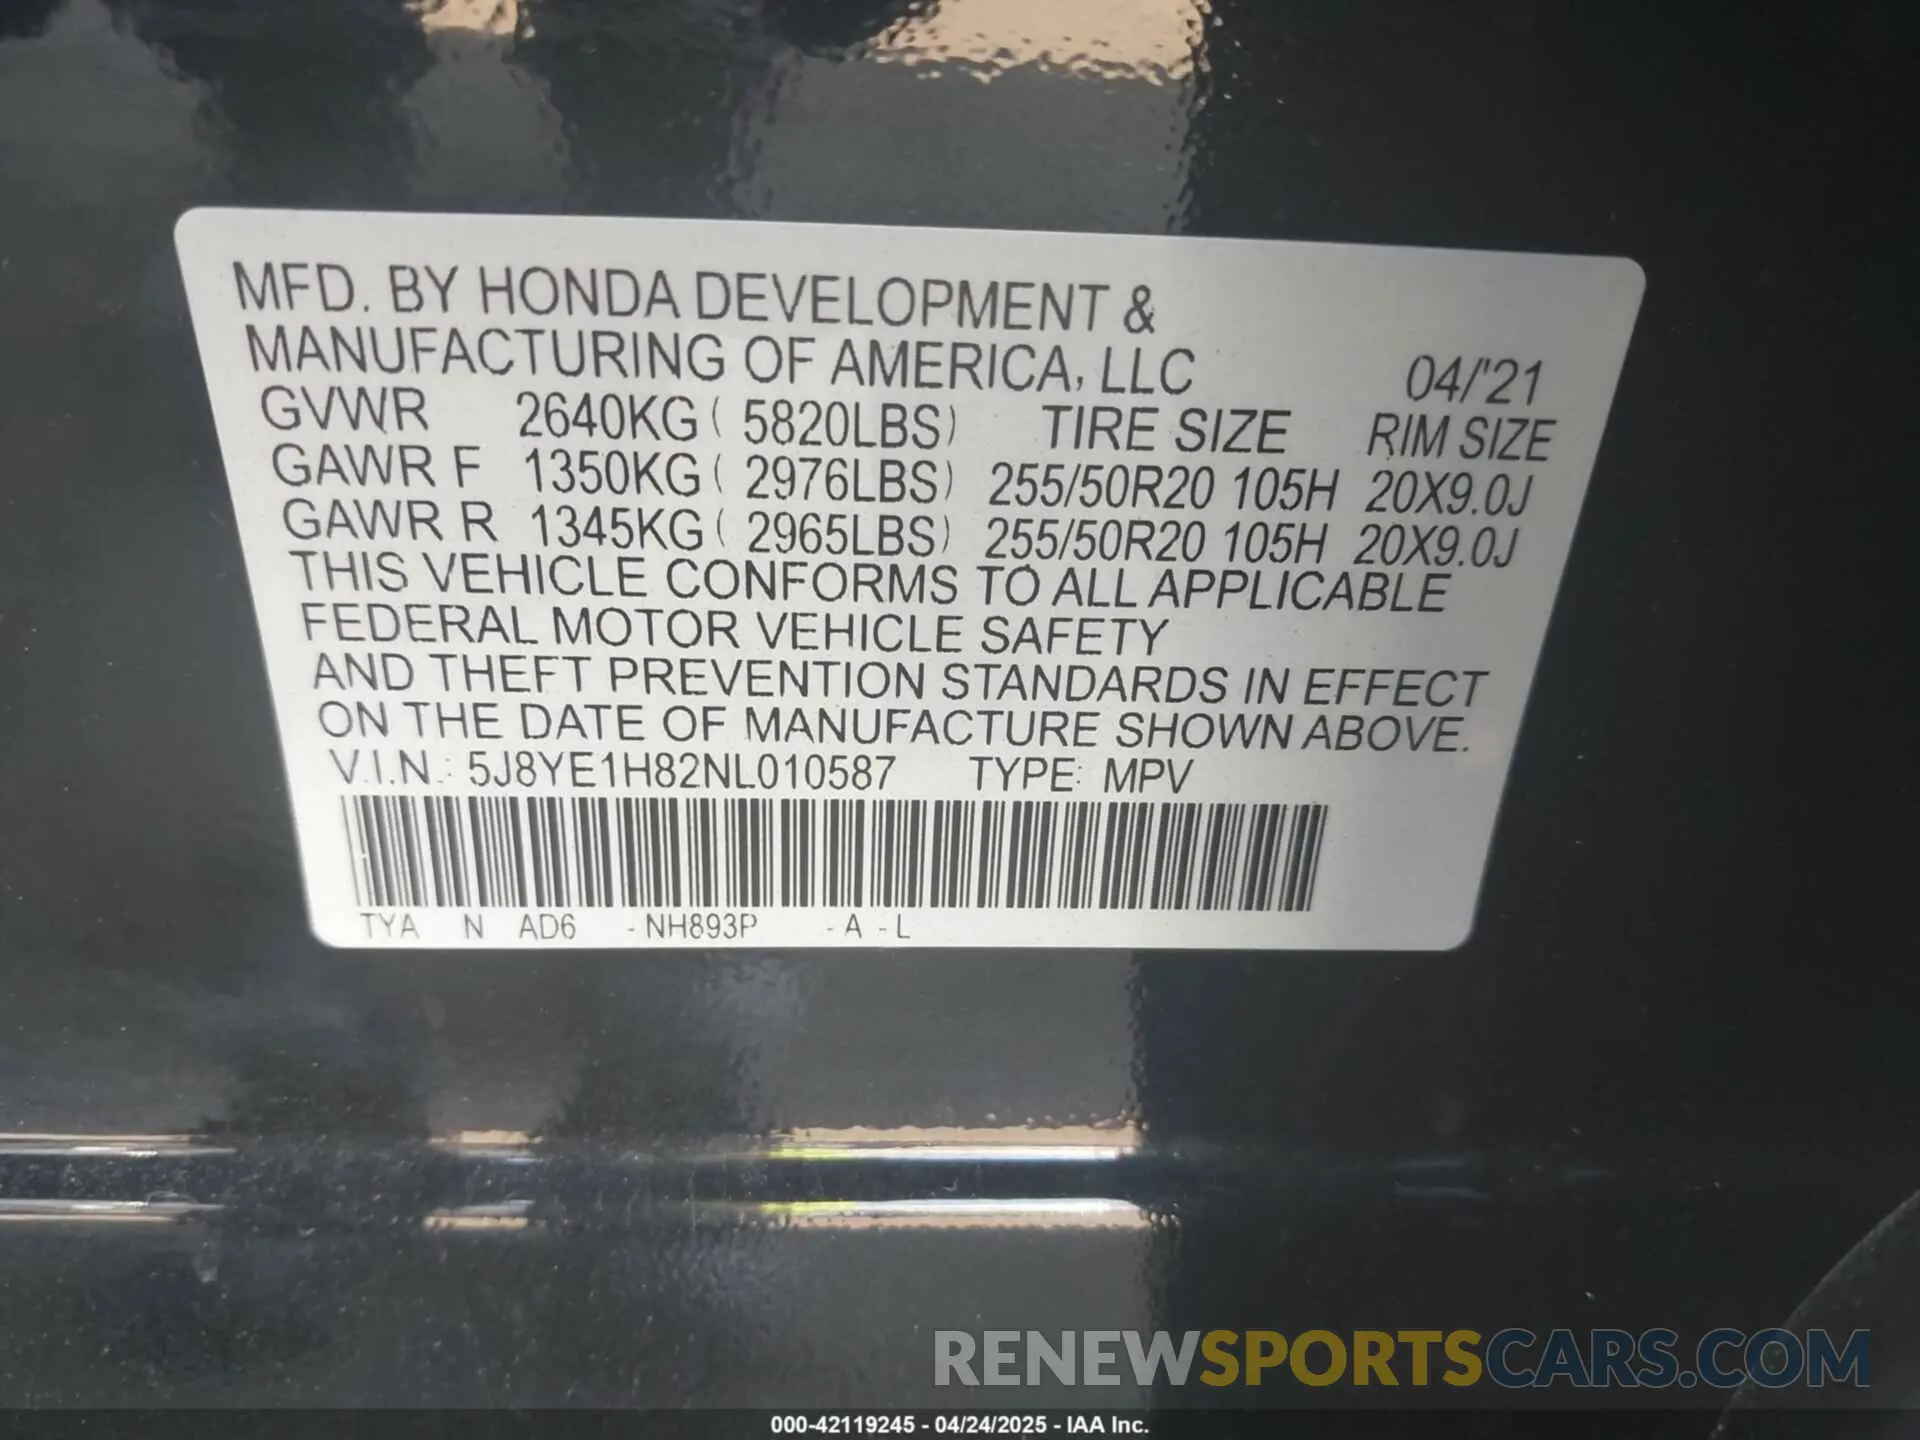 MFD. BY HONDA DEVELOPMENT &
MANUFACTURING OF AMERICA, LLC 04/'21
GVWR 2640KG ( 5820LBS) TIRE SIZE RIM SIZE
GAWR F 1350KG ( 2976LBS) 255/50R20 105H 20X9.0J
GAWR R 1345KG ( 2965LBS) 255/50R20 105H 20X9.0J
THIS VEHICLE CONFORMS TO ALL APPLICABLE
FEDERAL MOTOR VEHICLE SAFETY
AND THEFT PREVENTION STANDARDS IN EFFECT
ON THE DATE OF MANUFACTURE SHOWN ABOVE.
V.I.N.: 5J8YE1H82NL010587 TYPE: MPV
TYA N AD6 - NH893P - A - L
RENEWSPORTSCARS.COM
000-42119245 - 04/24/2025 - IAA Inc.